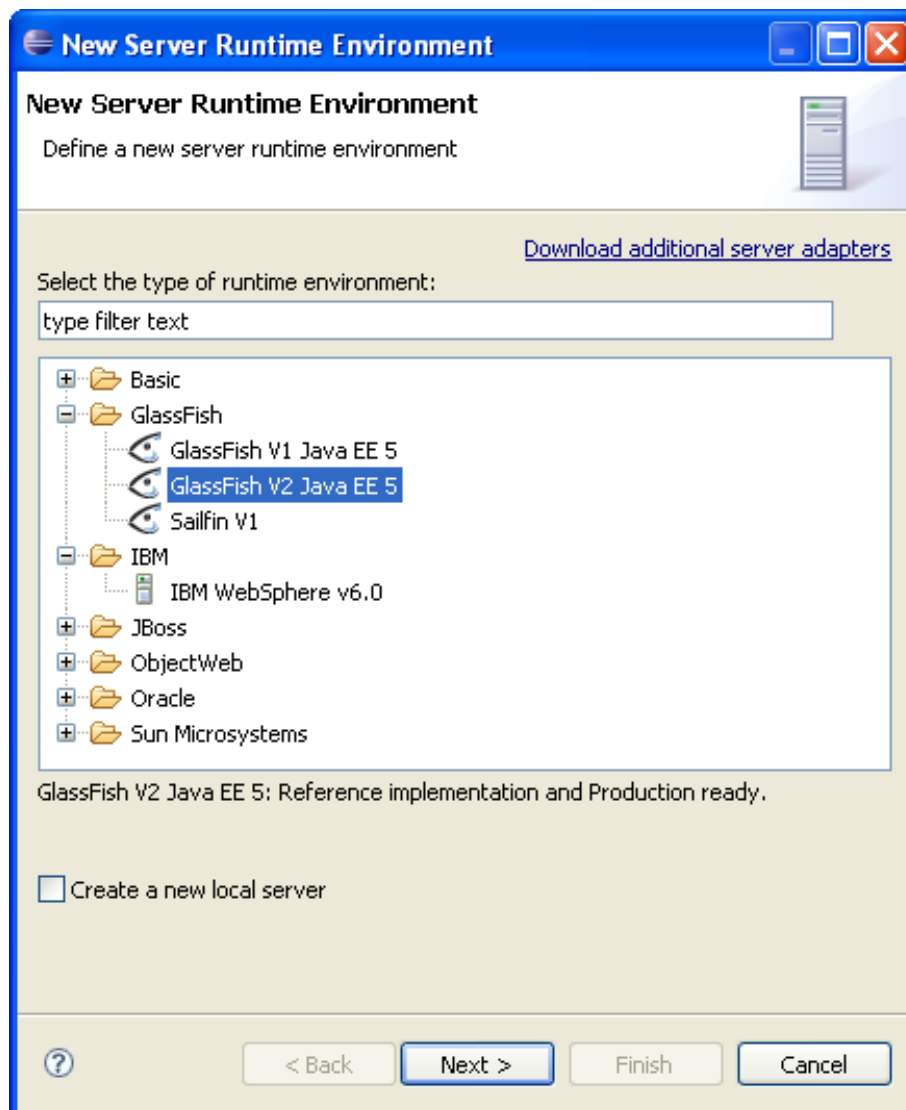 New Server Runtime Environment
New Server Runtime Environment
Define a new server runtime environment
Download additional server adapters
Select the type of runtime environment:
type filter text
Basic
GlassFish
GlassFish V1 Java EE 5
GlassFish V2 Java EE 5
Sailfin V1
IBM
IBM WebSphere v6.0
JBoss
ObjectWeb
Oracle
Sun Microsystems
GlassFish V2 Java EE 5: Reference implementation and Production ready.
Create a new local server
? < Back Next > Finish Cancel